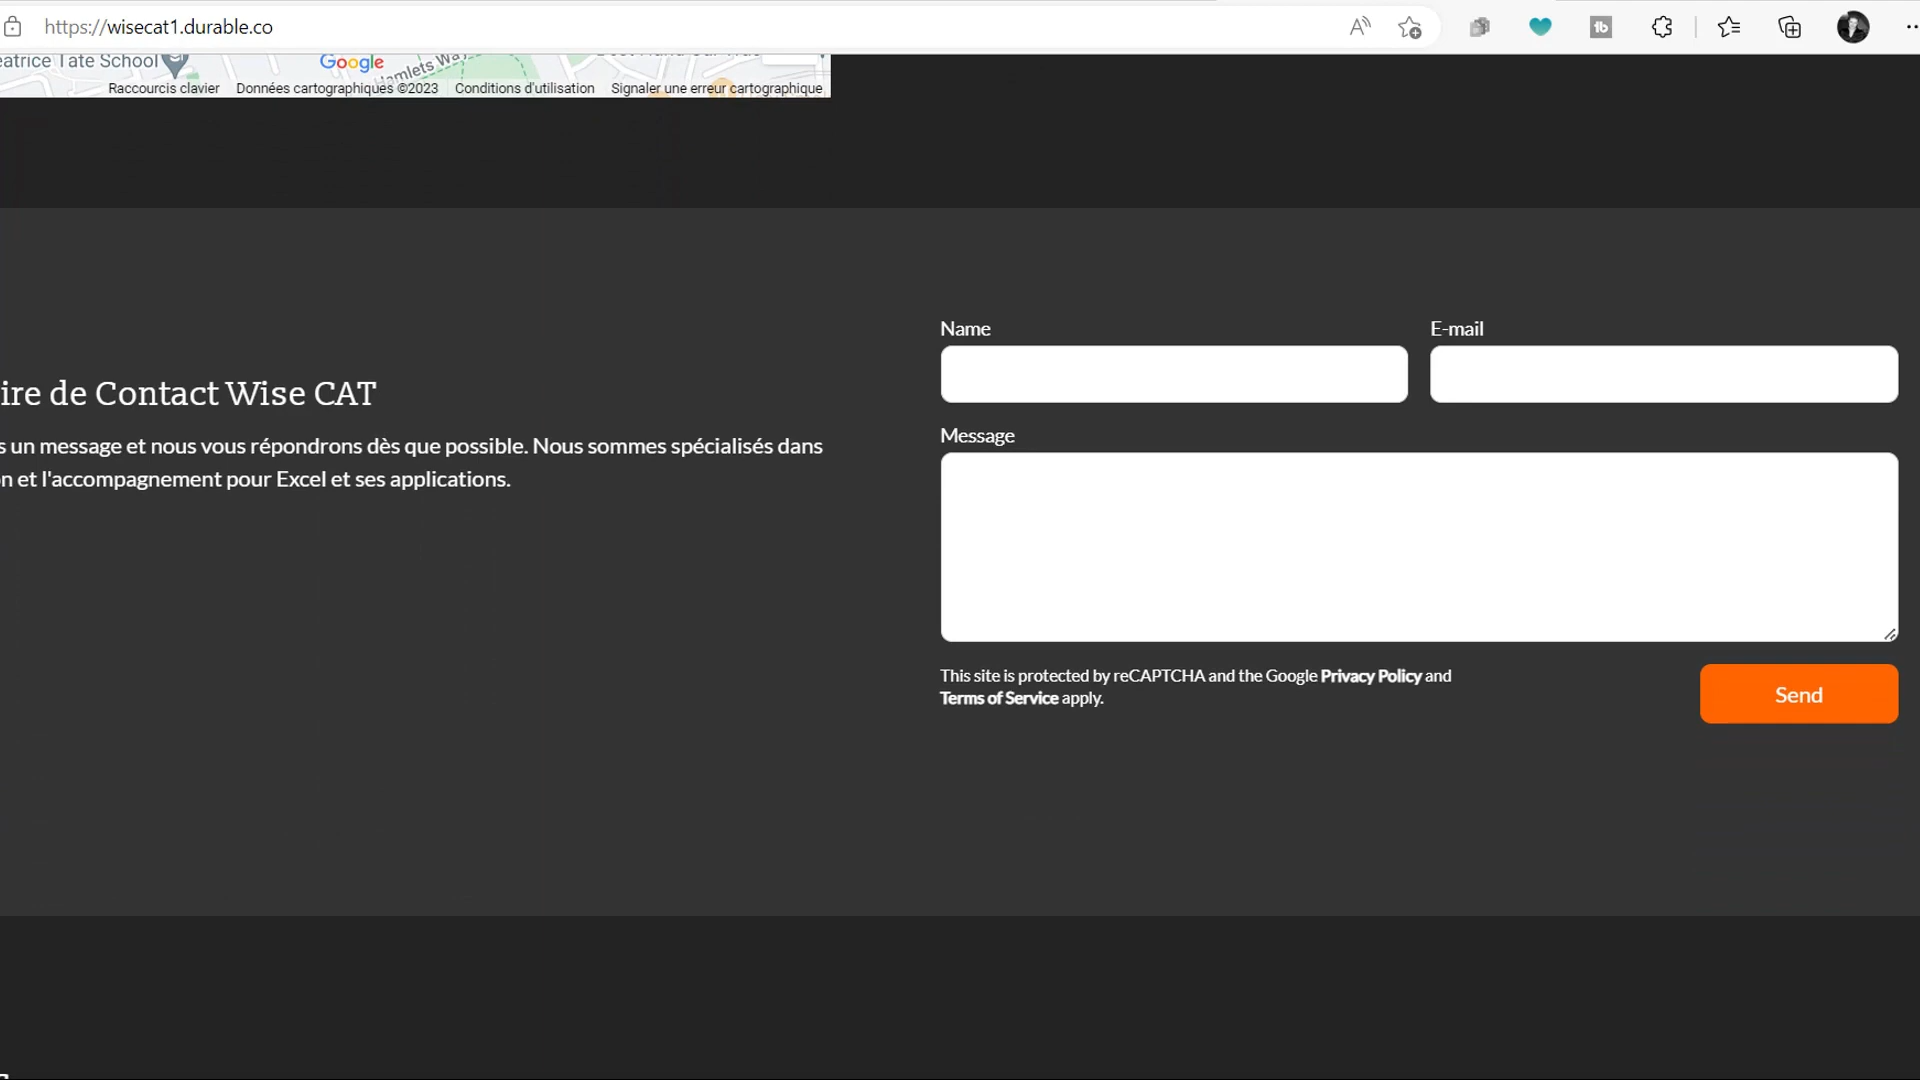 https://wisecat1.durable.co
eatrice Tate School
Google
Hamlets Wa
Raccourcis clavier Données cartographiques ©2023 Conditions d'utilisation Signaler une erreur cartographique
Name
E-mail
ire de Contact Wise CAT
s un message et nous vous répondrons dès que possible. Nous sommes spécialisés dans
n et l'accompagnement pour Excel et ses applications.
Message
This site is protected by reCAPTCHA and the Google Privacy Policy and
Terms of Service apply.
Send